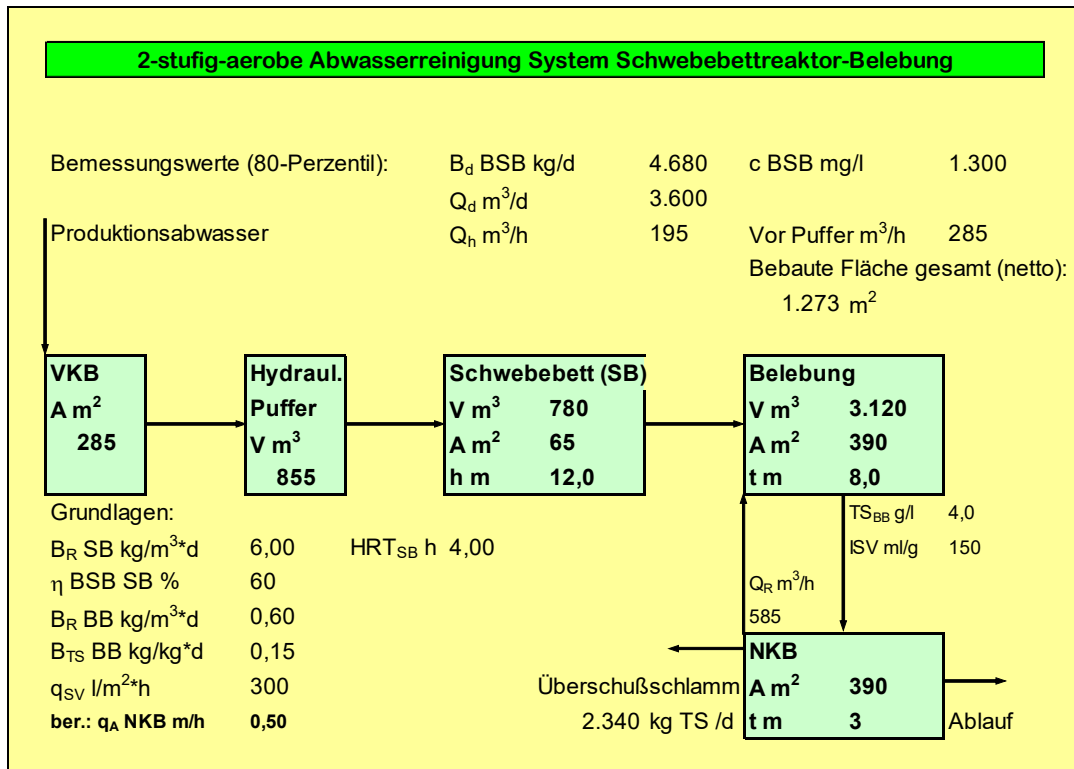 2-stufig-aerobe Abwasserreinigung System Schwebebettreaktor-Belebung
Bemessungswerte (80-Perzentil): B_d BSB kg/d 4.680 c BSB mg/l 1.300
Q_d m³/d 3.600
Produktionsabwasser Q_h m³/h 195 Vor Puffer m³/h 285
Bebaute Fläche gesamt (netto):
1.273 m²
VKB
A m²
285
Hydraul.
Puffer
V m³
855
Schwebebett (SB)
V m³ 780
A m² 65
h m 12,0
Belebung
V m³ 3.120
A m² 390
t m 8,0
Grundlagen:
B_R SB kg/m³*d 6,00 HRT_SB h 4,00
η BSB SB % 60
B_R BB kg/m³*d 0,60
B_TS BB kg/kg*d 0,15
q_SV l/m²*h 300
ber.: q_A NKB m/h 0,50
TS_BB g/l 4,0
ISV ml/g 150
Q_R m³/h
585
NKB
A m² 390
t m 3
Überschußschlamm
2.340 kg TS /d
Ablauf